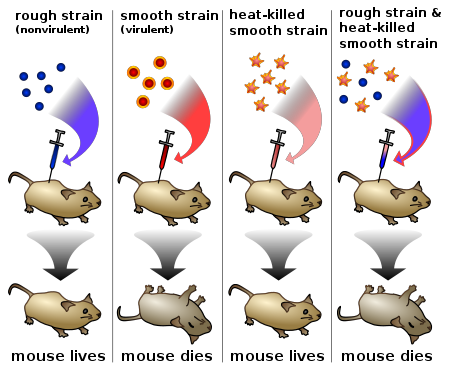 rough strain
(nonvirulent)
smooth strain
(virulent)
heat-killed
smooth strain
rough strain &
heat-killed
smooth strain
mouse lives
mouse dies
mouse lives
mouse dies